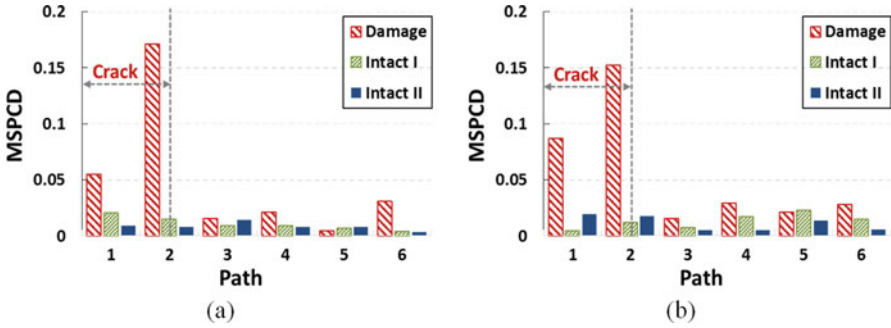 0.2
0.15
0.1
0.05
0
MSPCD
Crack
Damage
Intact I
Intact II
1 2 3 4 5 6
Path
(a)
0.2
0.15
0.1
0.05
0
MSPCD
Crack
Damage
Intact I
Intact II
1 2 3 4 5 6
Path
(b)